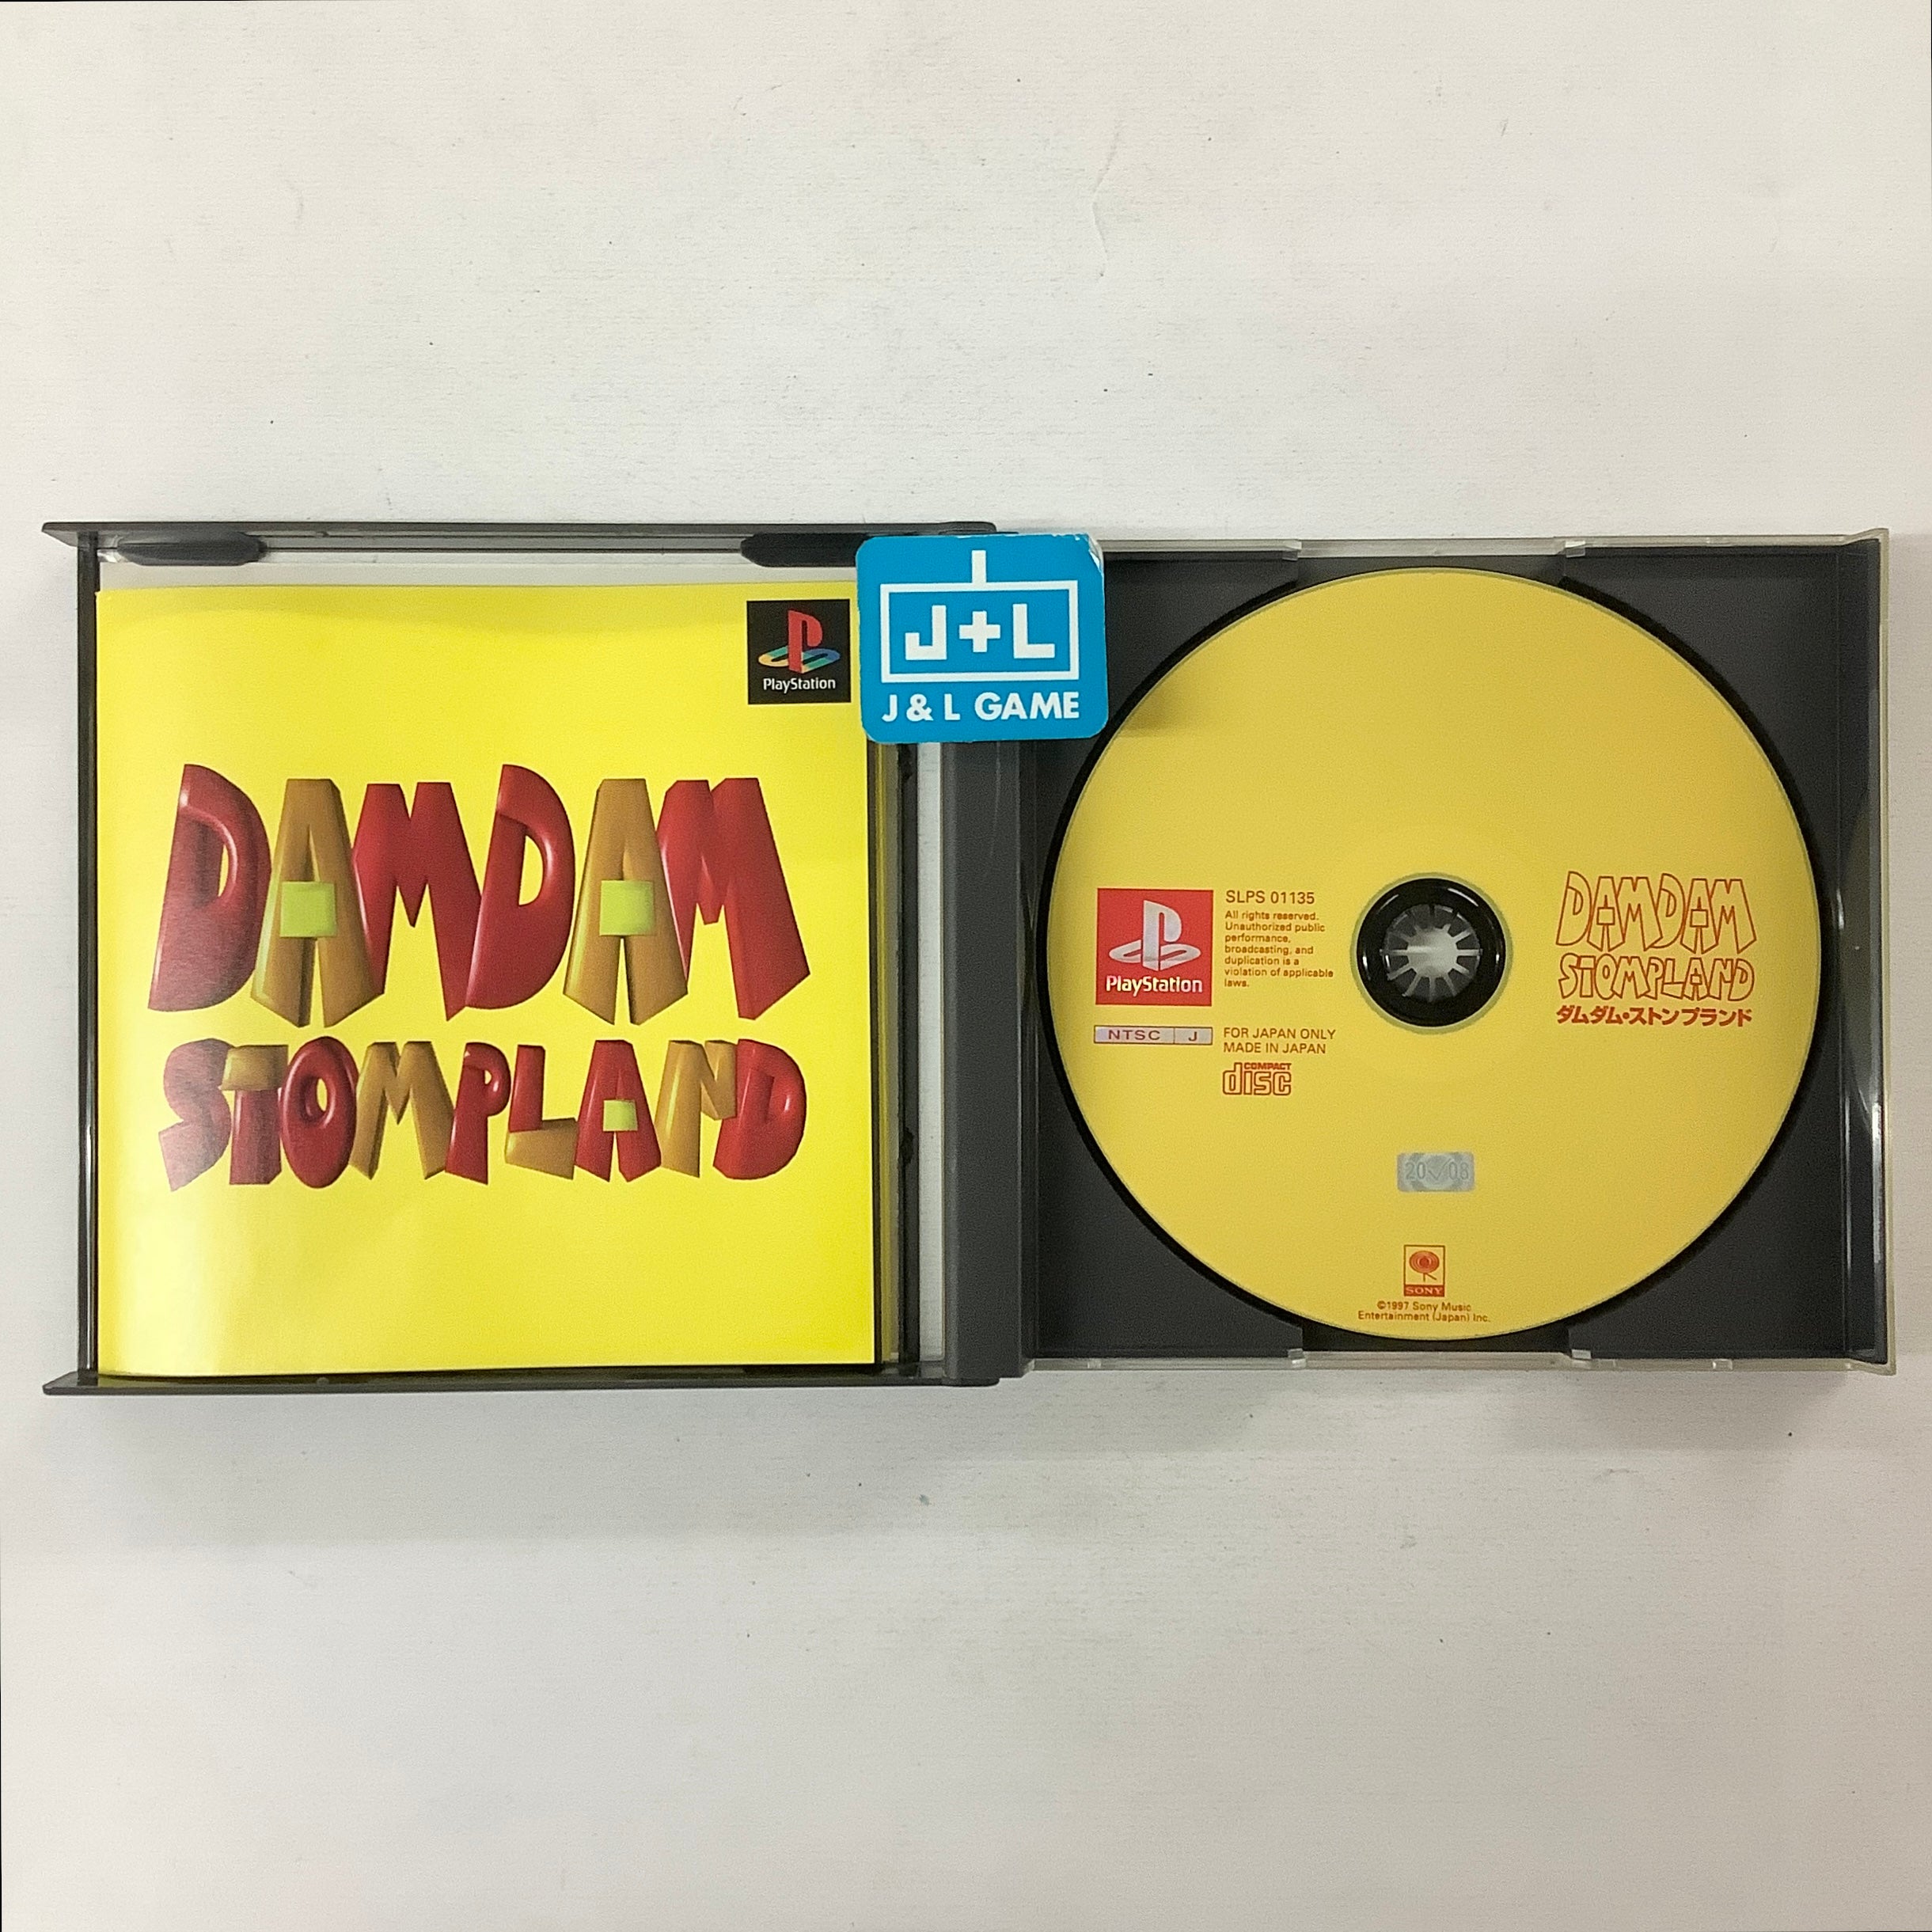 PlayStation
DAMDAM
STOMPLAND
J+L
J & L GAME
PlayStation
SLPS 01135
All rights reserved.
Unauthorized public
performance,
broadcasting, and
duplication is a
violation of applicable
laws.
NTSC J
FOR JAPAN ONLY
MADE IN JAPAN
COMPACT
disc
DAMDAM
STOMPLAND
ダムダム・ストンプランド
20 06
SONY
©1997 Sony Music
Entertainment (Japan) Inc.